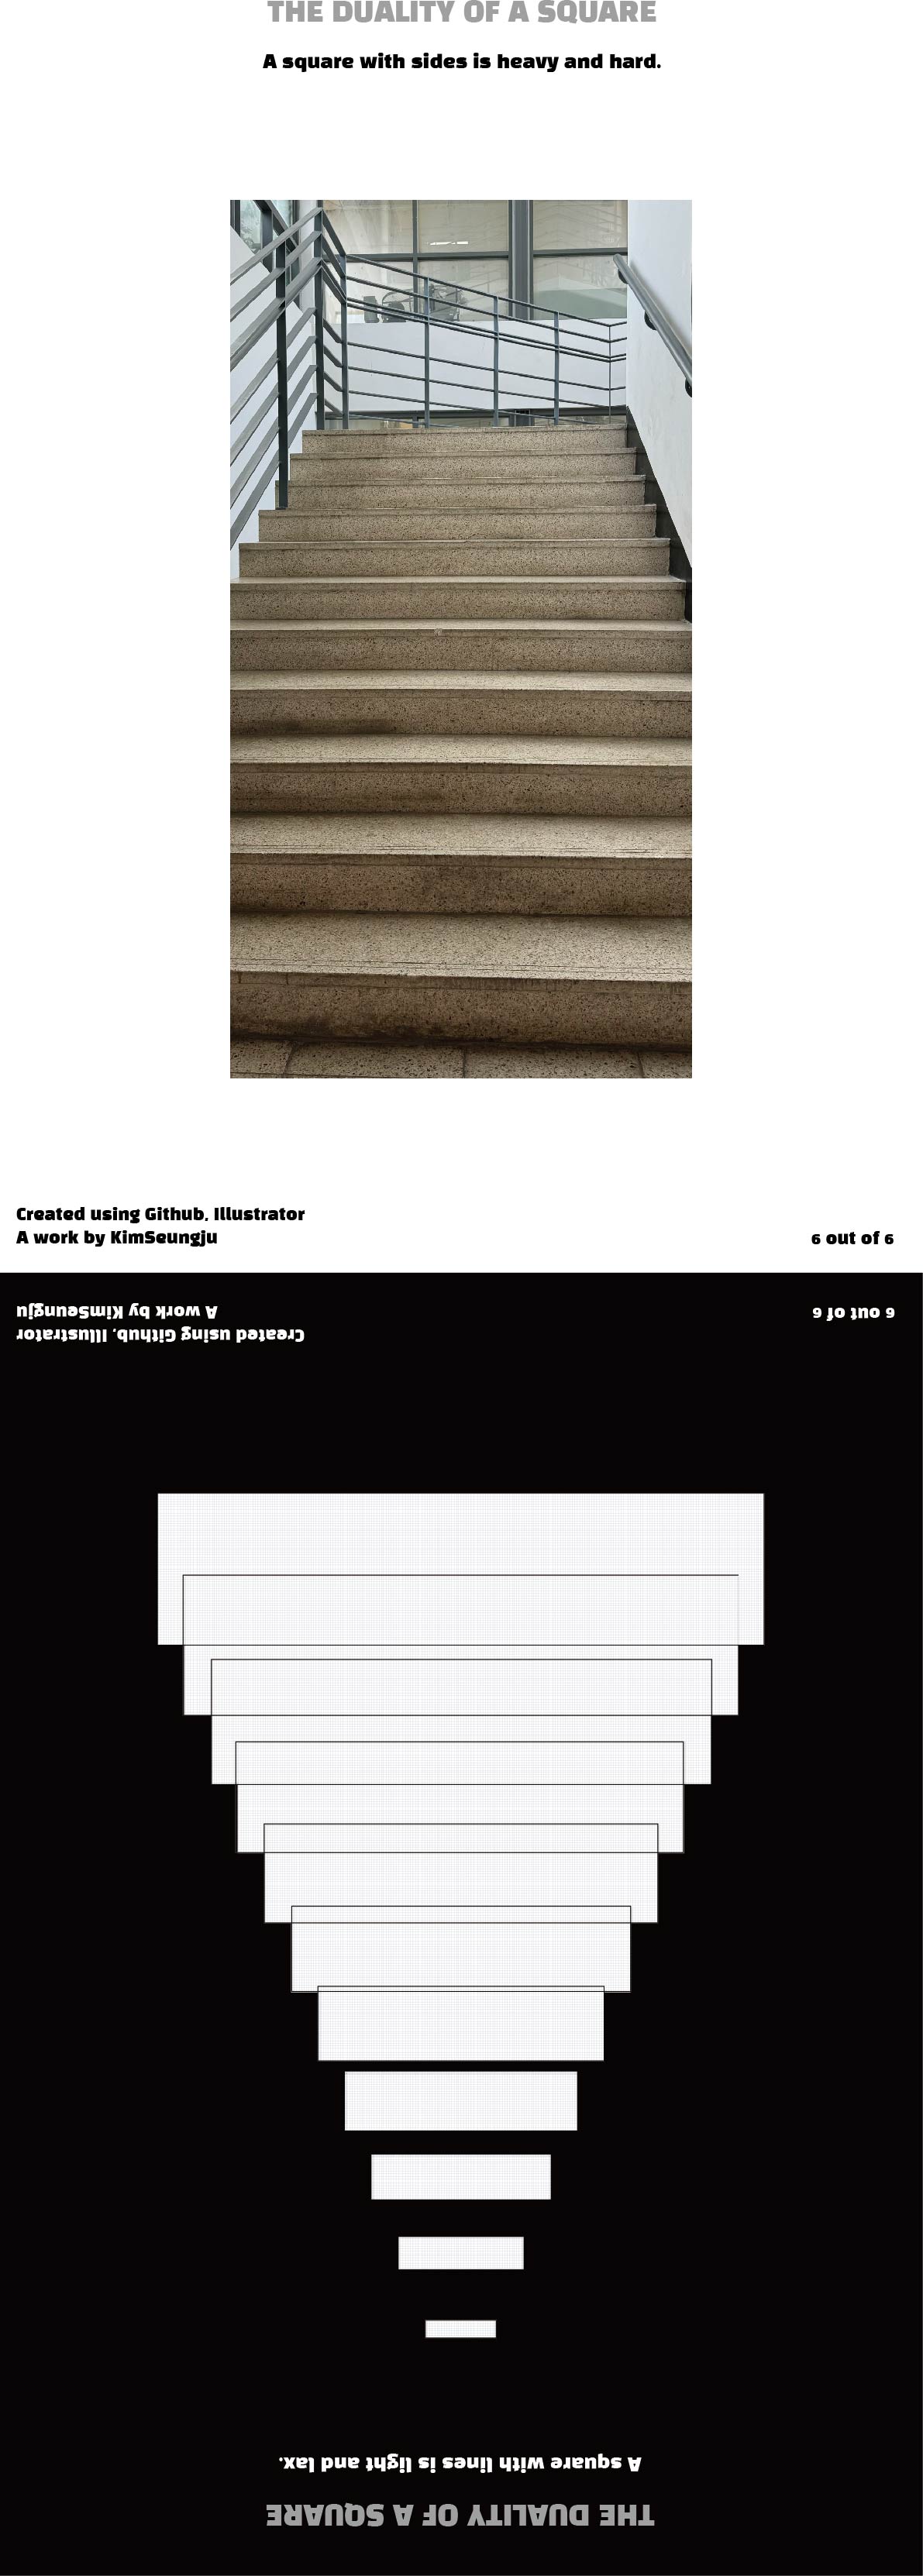 THE DUALITY OF A SQUARE
A square with sides is heavy and hard.
Created using Github, Illustrator
A work by KimSeungju
6 out of 6
A work by KimSeungju
Created using Github, Illustrator
6 out of 6
A square with lines is light and lax.
THE DUALITY OF A SQUARE